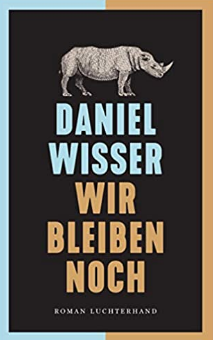 DANIEL
WISSER
WIR
BLEIBEN
NOCH
ROMAN LUCHTERHAND